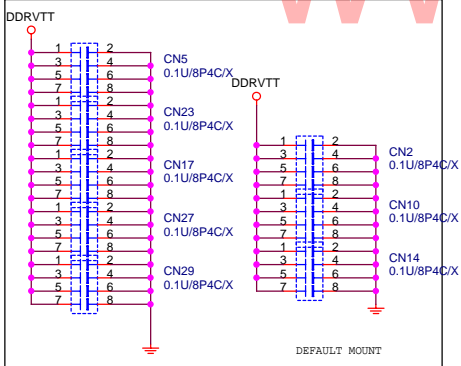 DDRVTT
1 2
3 4
5 6
7 8
CN5
0.1U/8P4C/X
1 2
3 4
5 6
7 8
CN23
0.1U/8P4C/X
1 2
3 4
5 6
7 8
CN17
0.1U/8P4C/X
1 2
3 4
5 6
7 8
CN27
0.1U/8P4C/X
1 2
3 4
5 6
7 8
CN29
0.1U/8P4C/X
DDRVTT
1 2
3 4
5 6
7 8
CN2
0.1U/8P4C/X
1 2
3 4
5 6
7 8
CN10
0.1U/8P4C/X
1 2
3 4
5 6
7 8
CN14
0.1U/8P4C/X
DEFAULT MOUNT